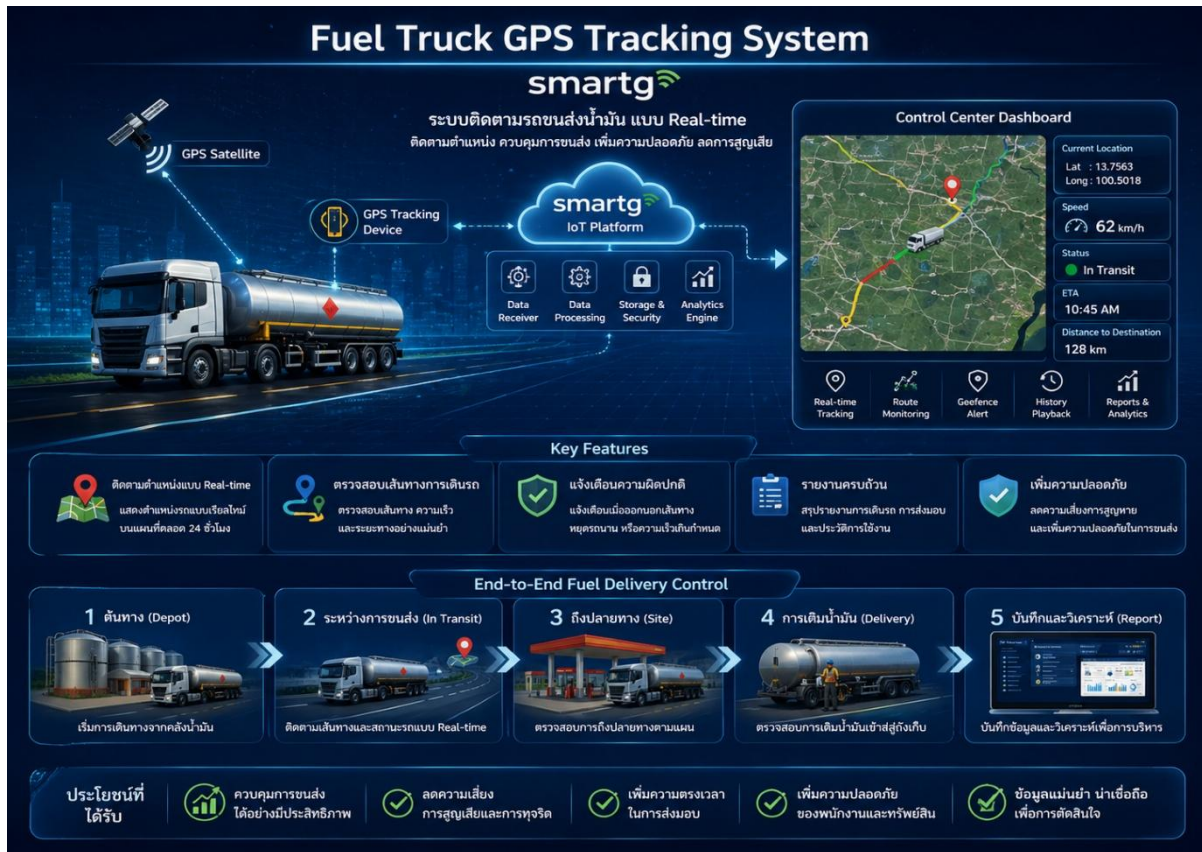 Fuel Truck GPS Tracking System
smartg
ระบบติดตามรถขนส่งน้ำมัน แบบ Real-time
ติดตามตำแหน่ง ควบคุมการขนส่ง เพิ่มความปลอดภัย ลดการสูญเสีย
GPS Satellite
GPS Tracking
Device
smartg
IoT Platform
Data
Receiver
Data
Processing
Storage &
Security
Analytics
Engine
Control Center Dashboard
Current Location
Lat : 13.7563
Long : 100.5018
Speed
62 km/h
Status
In Transit
ETA
10:45 AM
Distance to Destination
128 km
Real-time
Tracking
Route
Monitoring
Geefence
Alert
History
Playback
Reports &
Analytics
Key Features
ติดตามตำแหน่งแบบ Real-time
แสดงตำแหน่งรถแบบเรียลไทม์
บนแผนที่ตลอด 24 ชั่วโมง
ตรวจสอบเส้นทางการเดินรถ
ตรวจสอบเส้นทาง ความเร็ว
และระยะทางอย่างแม่นยำ
แจ้งเตือนความผิดปกติ
แจ้งเตือนเมื่อออกนอกเส้นทาง
หยุดรถนาน หรือความเร็วเกินกำหนด
รายงานครบถ้วน
สรุปรายงานการเดินรถ การส่งมอบ
และประวัติการใช้งาน
เพิ่มความปลอดภัย
ลดความเสี่ยงการสูญหาย
และเพิ่มความปลอดภัยในการขนส่ง
End-to-End Fuel Delivery Control
1 ต้นทาง (Depot)
เริ่มการเดินทางจากคลังน้ำมัน
2 ระหว่างการขนส่ง (In Transit)
ติดตามเส้นทางและสถานะรถแบบ Real-time
3 ถึงปลายทาง (Site)
ตรวจสอบการถึงปลายทางตามแผน
4 การเติมน้ำมัน (Delivery)
ตรวจสอบการเติมน้ำมันเข้าสู่ถังเก็บ
5 บันทึกและวิเคราะห์ (Report)
บันทึกข้อมูลและวิเคราะห์เพื่อการบริหาร
ประโยชน์ที่
ได้รับ
ควบคุมการขนส่ง
ได้อย่างมีประสิทธิภาพ
ลดความเสี่ยง
การสูญเสียและการทุจริต
เพิ่มความตรงเวลา
ในการส่งมอบ
เพิ่มความปลอดภัย
ของพนักงานและทรัพย์สิน
ข้อมูลแม่นยำ น่าเชื่อถือ
เพื่อการตัดสินใจ